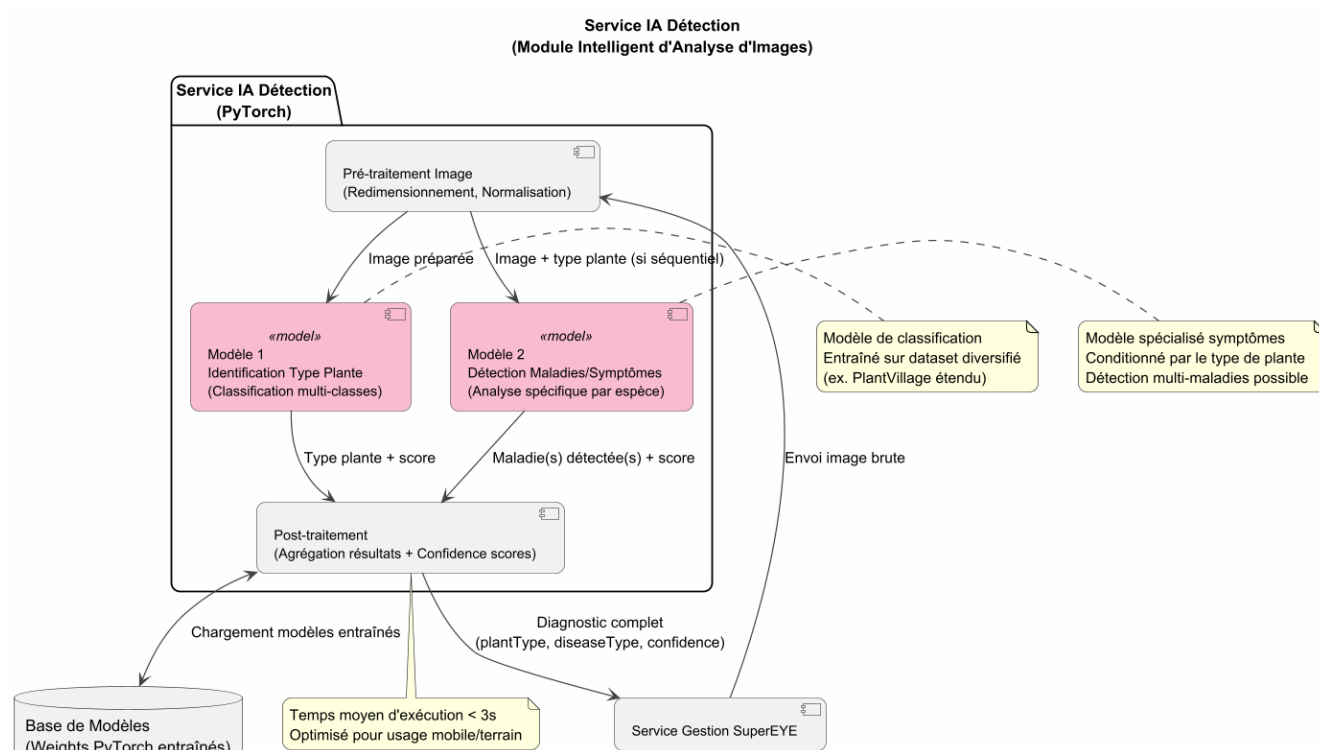 Service IA Détection
(Module Intelligent d'Analyse d'Images)
Service IA Détection
(PyTorch)
Pré-traitement Image
(Redimensionnement, Normalisation)
Image préparée
Image + type plante (si séquentiel)
«model»
Modèle 1
Identification Type Plante
(Classification multi-classes)
«model»
Modèle 2
Détection Maladies/Symptômes
(Analyse spécifique par espèce)
Modèle de classification
Entraîné sur dataset diversifié
(ex. PlantVillage étendu)
Modèle spécialisé symptômes
Conditionné par le type de plante
Détection multi-maladies possible
Type plante + score
Maladie(s) détectée(s) + score
Envoi image brute
Post-traitement
(Agrégation résultats + Confidence scores)
Chargement modèles entraînés
Diagnostic complet
(plantType, diseaseType, confidence)
Base de Modèles
(Weights PyTorch entraînés)
Temps moyen d'exécution < 3s
Optimisé pour usage mobile/terrain
Service Gestion SuperEYE